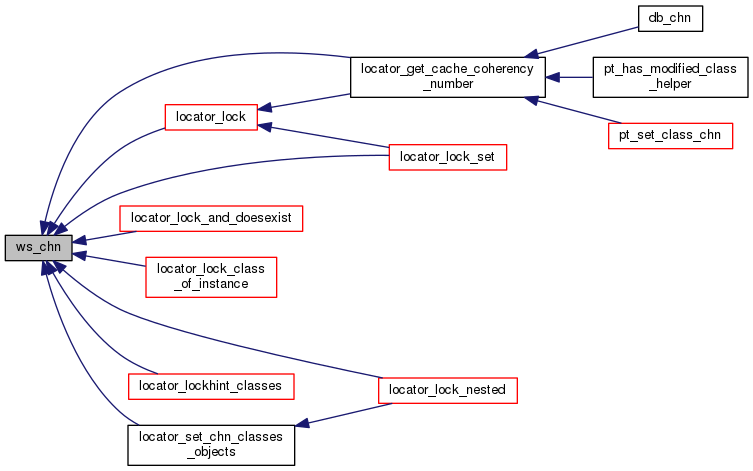 db_chn
locator_get_cache_coherency
_number
pt_has_modified_class
_helper
locator_lock
pt_set_class_chn
locator_lock_set
locator_lock_and_doesexist
ws_chn
locator_lock_class
_of_instance
locator_lockhint_classes
locator_lock_nested
locator_set_chn_classes
_objects